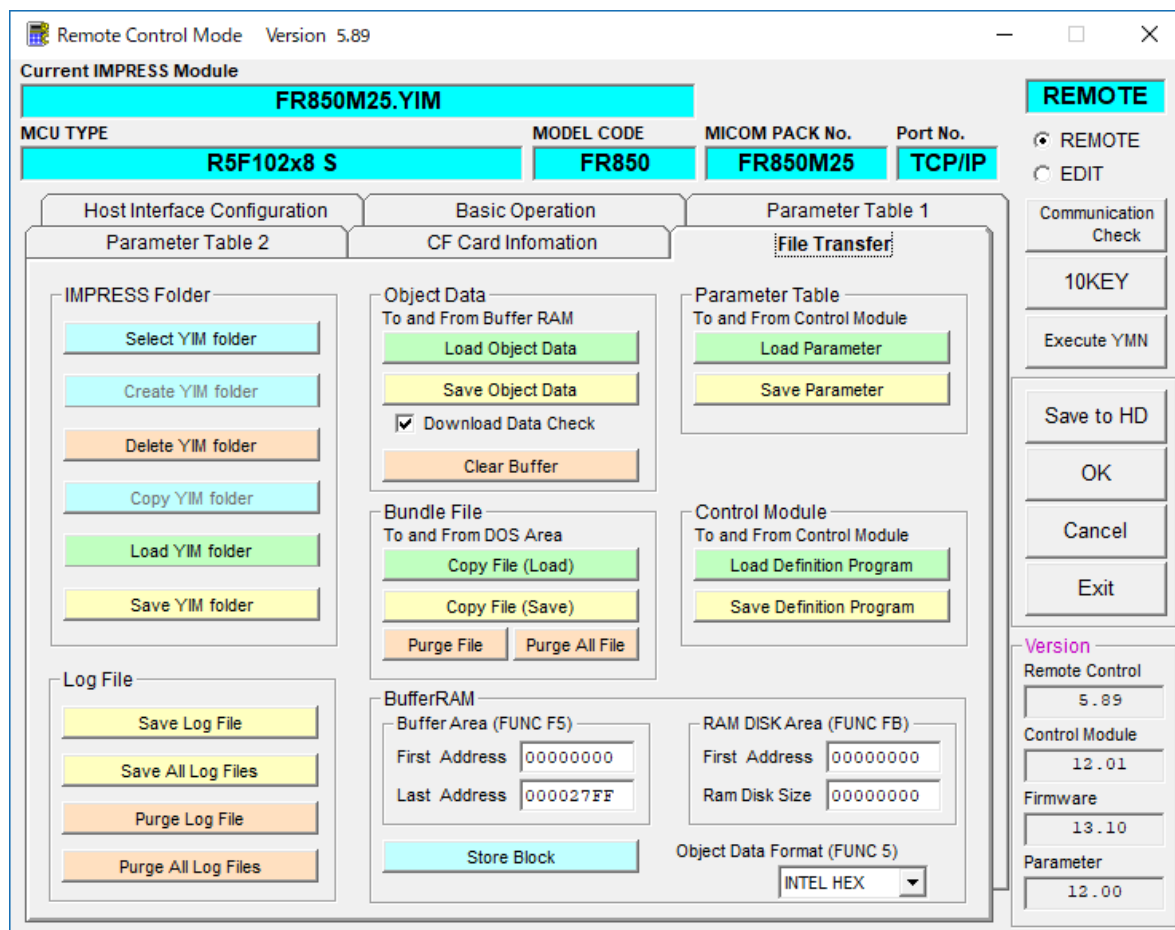 Remote Control Mode Version 5.89
Current IMPRESS Module
FR850M25.YIM
REMOTE
MCU TYPE
MODEL CODE
MICOM PACK No.
Port No.
R5F102x8 S
FR850
FR850M25
TCP/IP
REMOTE
EDIT
Host Interface Configuration
Basic Operation
Parameter Table 1
Parameter Table 2
CF Card Infomation
File Transfer
IMPRESS Folder
Select YIM folder
Create YIM folder
Delete YIM folder
Copy YIM folder
Load YIM folder
Save YIM folder
Log File
Save Log File
Save All Log Files
Purge Log File
Purge All Log Files
Object Data
To and From Buffer RAM
Load Object Data
Save Object Data
Download Data Check
Clear Buffer
Bundle File
To and From DOS Area
Copy File (Load)
Copy File (Save)
Purge File
Purge All File
Parameter Table
To and From Control Module
Load Parameter
Save Parameter
Control Module
To and From Control Module
Load Definition Program
Save Definition Program
BufferRAM
Buffer Area (FUNC F5)
First Address 00000000
Last Address 000027FF
Store Block
RAM DISK Area (FUNC FB)
First Address 00000000
Ram Disk Size 00000000
Object Data Format (FUNC 5)
INTEL HEX
Communication
Check
10KEY
Execute YMN
Save to HD
OK
Cancel
Exit
Version
Remote Control
5.89
Control Module
12.01
Firmware
13.10
Parameter
12.00